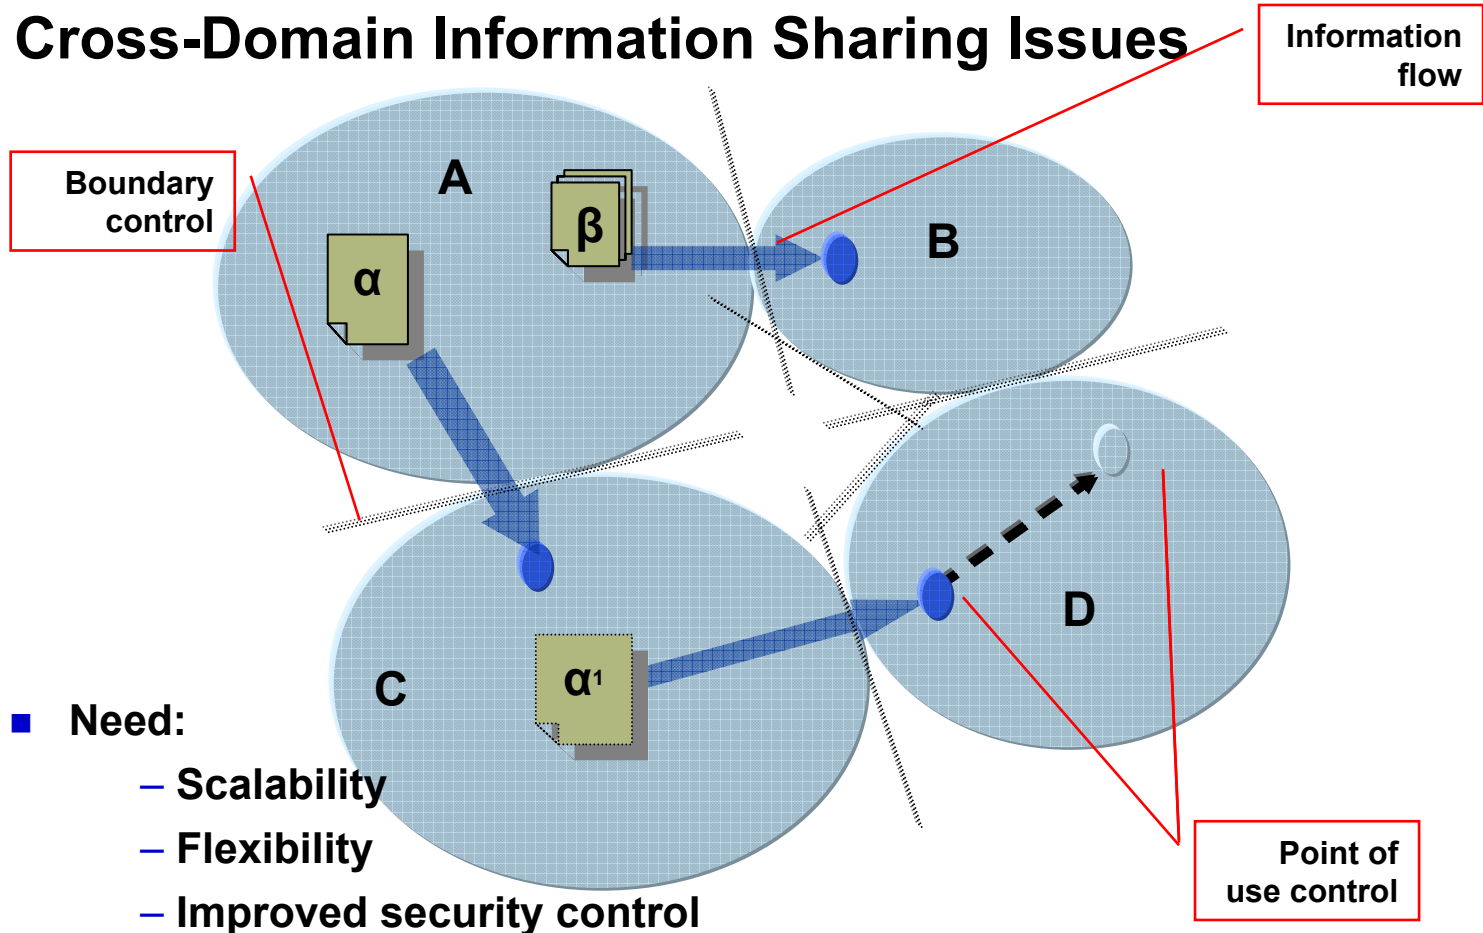 Cross-Domain Information Sharing Issues
Information
flow
Boundary
control
A
β
B
α
D
C
α¹
■ Need:
– Scalability
– Flexibility
– Improved security control
Point of
use control